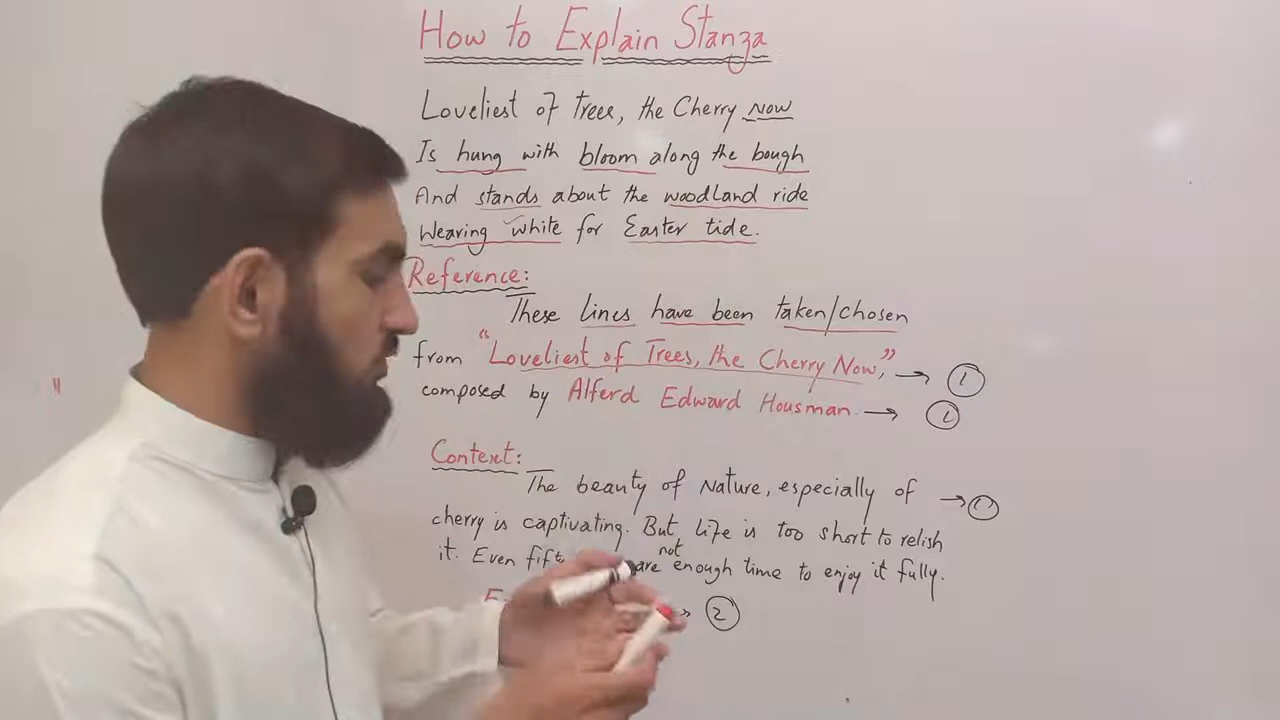 How to Explain Stanza
Loveliest of Trees, the Cherry Now
Is hung with bloom along the bough
And stands about the woodland ride
Wearing white for Easter tide.
Reference:
These lines have been taken/chosen
from "Loveliest of Trees, the Cherry Now," → 1
composed by Alferd Edward Housman. → 1
Context:
The beauty of Nature, especially of → 1
cherry is captivating. But life is too short to relish
it. Even are not enough time to enjoy it fully.
→ 2